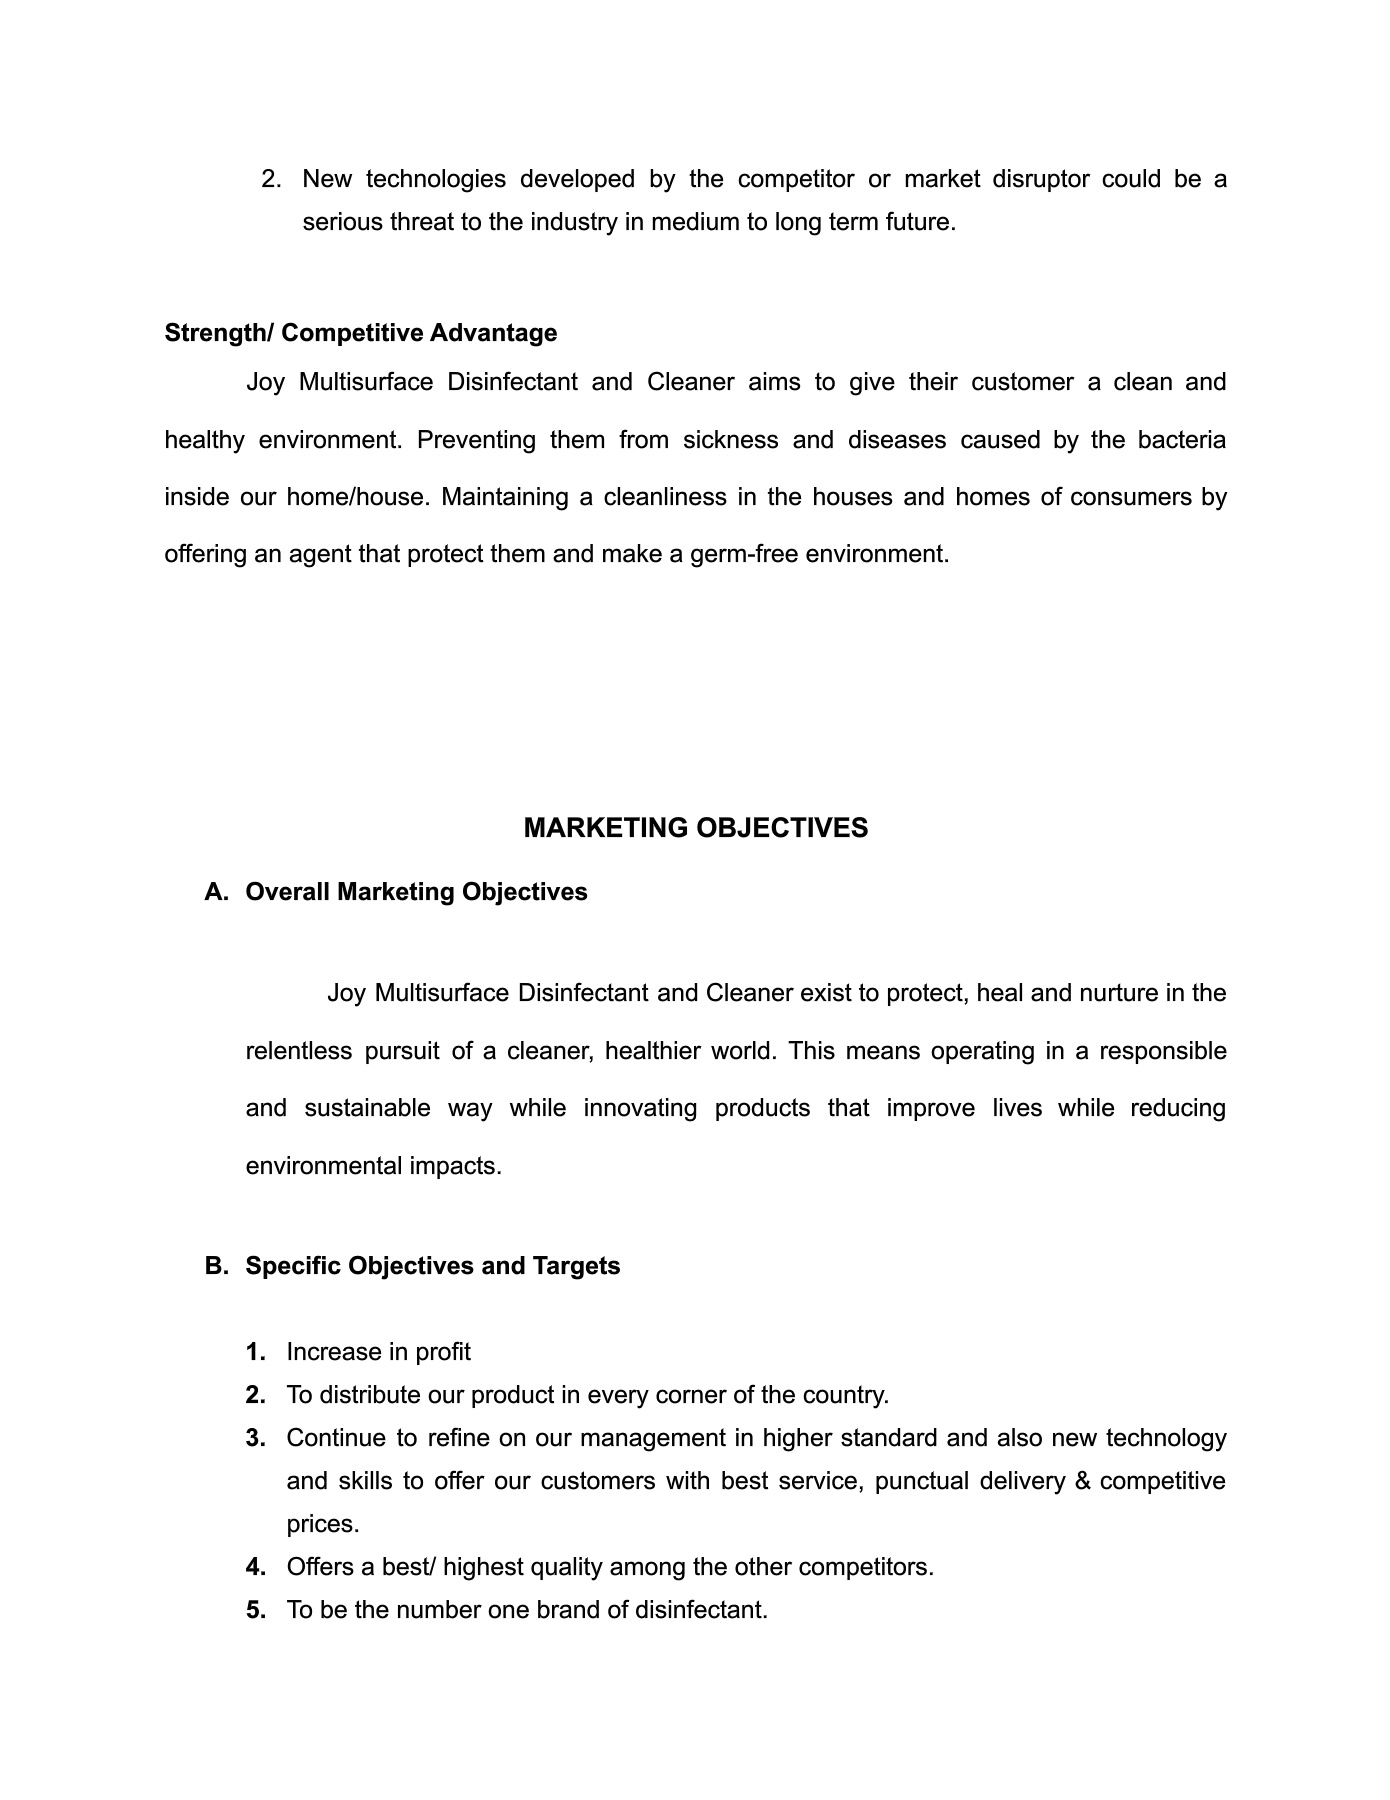 2. New technologies developed by the competitor or market disruptor could be a
serious threat to the industry in medium to long term future.
Strength/ Competitive Advantage
Joy Multisurface Disinfectant and Cleaner aims to give their customer a clean and
healthy environment. Preventing them from sickness and diseases caused by the bacteria
inside our home/house. Maintaining a cleanliness in the houses and homes of consumers by
offering an agent that protect them and make a germ-free environment.
MARKETING OBJECTIVES
A. Overall Marketing Objectives
Joy Multisurface Disinfectant and Cleaner exist to protect, heal and nurture in the
relentless pursuit of a cleaner, healthier world. This means operating in a responsible
and sustainable way while innovating products that improve lives while reducing
environmental impacts.
B. Specific Objectives and Targets
1. Increase in profit
2. To distribute our product in every corner of the country.
3. Continue to refine on our management in higher standard and also new technology
and skills to offer our customers with best service, punctual delivery & competitive
prices.
4. Offers a best/ highest quality among the other competitors.
5. To be the number one brand of disinfectant.